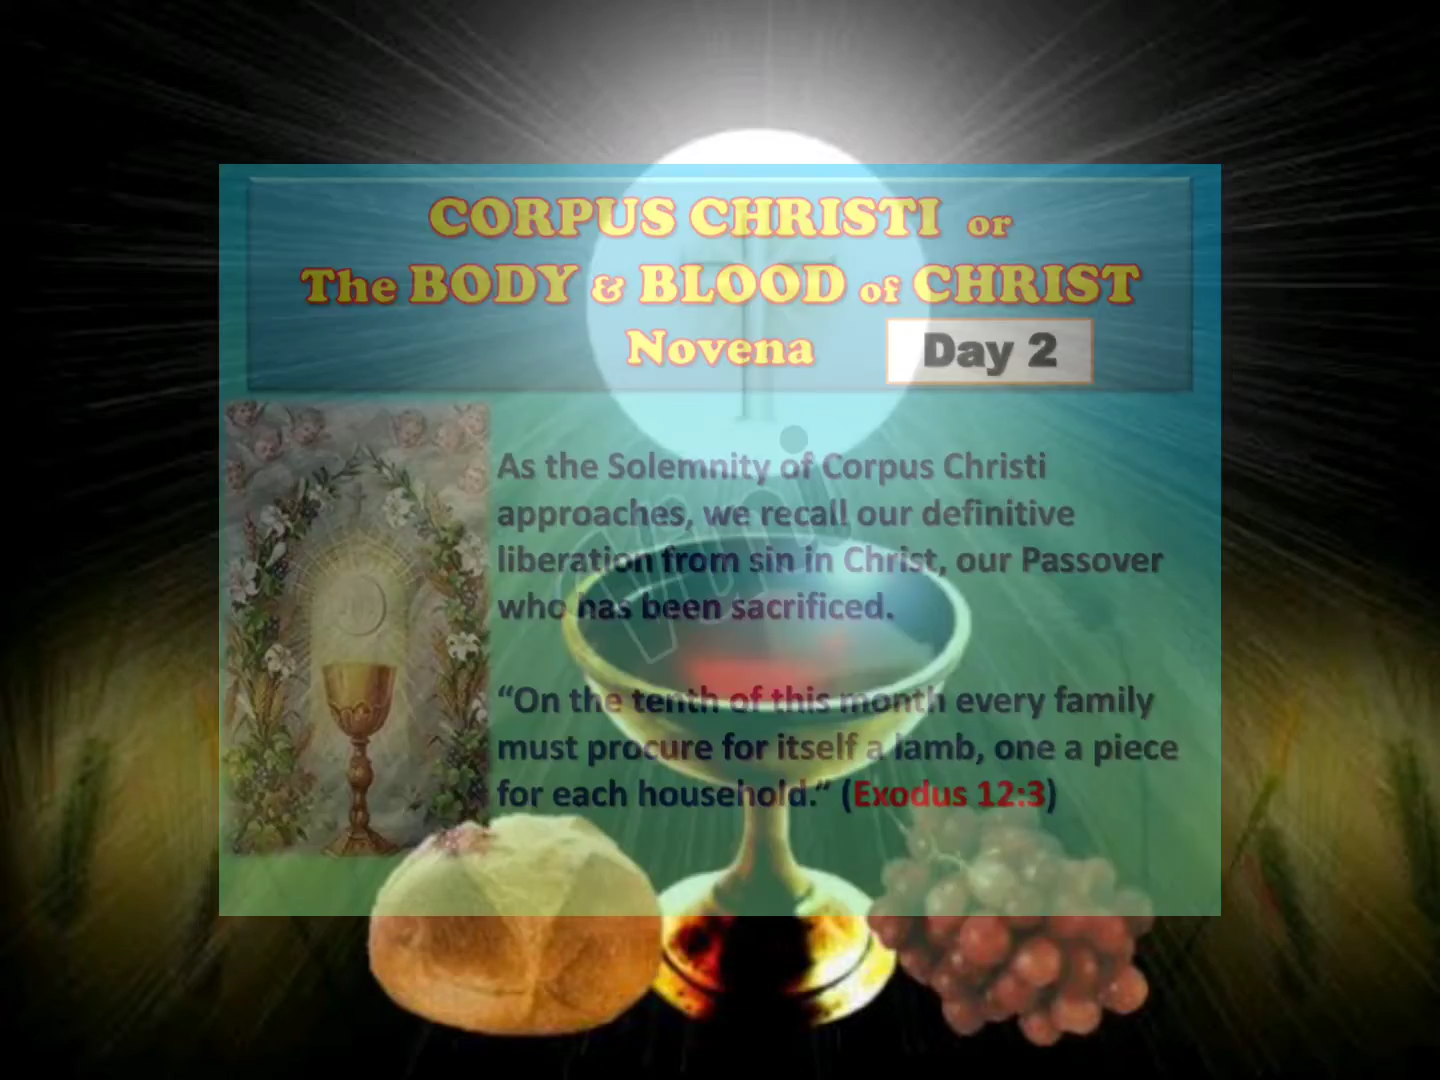 CORPUS CHRISTI or
The BODY & BLOOD of CHRIST
Novena
Day 2
As the Solemnity of Corpus Christi
approaches, we recall our definitive
liberation from sin in Christ, our Passover
who has been sacrificed.
“On the tenth of this month every family
must procure for itself a lamb, one a piece
for each household.” (Exodus 12:3)